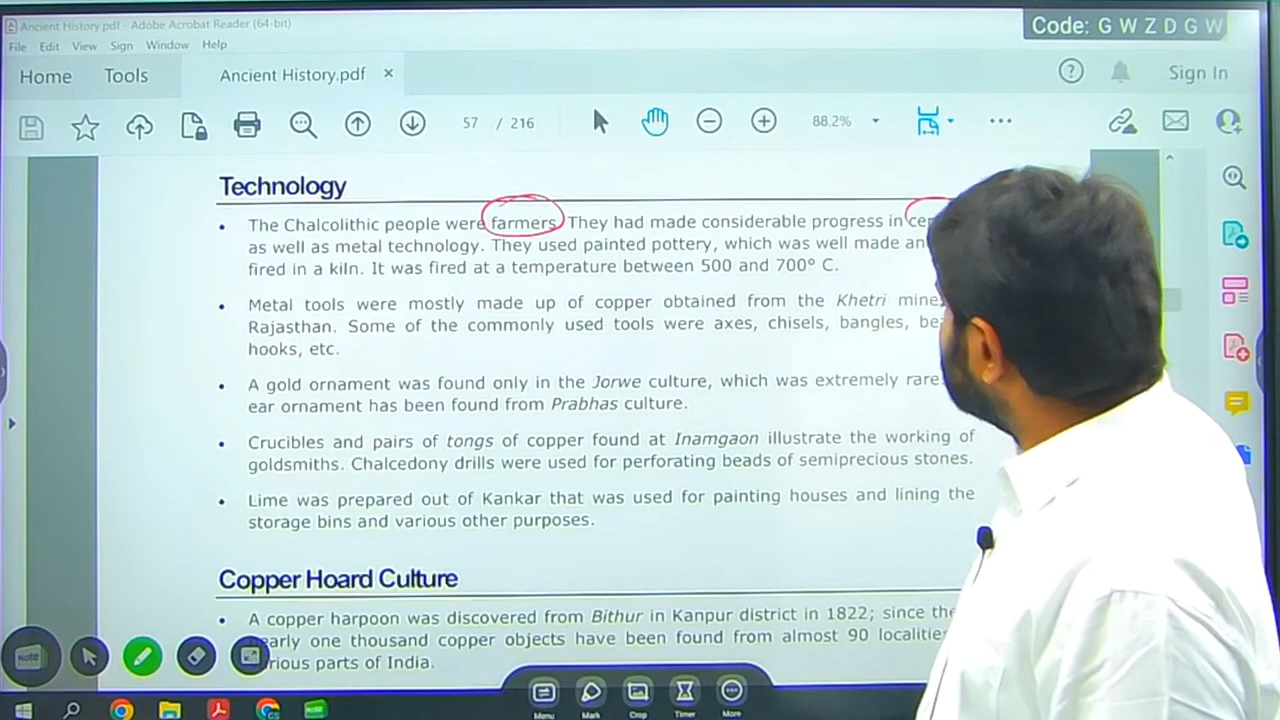 Ancient History.pdf - Adobe Acrobat Reader (64-bit)
Code: G W Z D G W
File Edit View Sign Window Help
Home Tools Ancient History.pdf × Sign In
57 / 216 88.2%
Technology
• The Chalcolithic people were farmers. They had made considerable progress in
as well as metal technology. They used painted pottery, which was well made
fired in a kiln. It was fired at a temperature between 500 and 700° C.
• Metal tools were mostly made up of copper obtained from the Khetri
Rajasthan. Some of the commonly used tools were axes, chisels, bangles,
hooks, etc.
• A gold ornament was found only in the Jorwe culture, which was extremely rare.
ear ornament has been found from Prabhas culture.
• Crucibles and pairs of tongs of copper found at Inamgaon illustrate the working of
goldsmiths. Chalcedony drills were used for perforating beads of semiprecious stones.
• Lime was prepared out of Kankar that was used for painting houses and lining the
storage bins and various other purposes.
Copper Hoard Culture
• A copper harpoon was discovered from Bithur in Kanpur district in 1822; since
nearly one thousand copper objects have been found from almost 90
parts of India.
Note
Menu Mark Crop Timer More